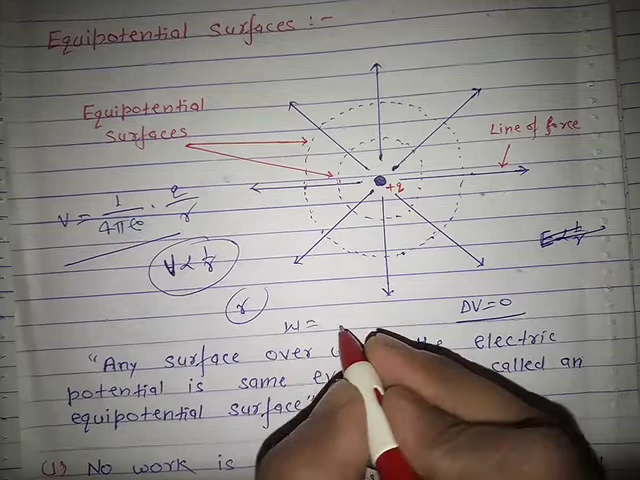 Equipotential Surfaces :-
Equipotential
surfaces
Line of force
+q
V = 1/4πϵ₀ · q/r
V ∝ 1/r
E ∝ 1/r
r
ΔV=0
W =
"Any surface over the electric
potential is same called an
equipotential surface"
(1) No work is